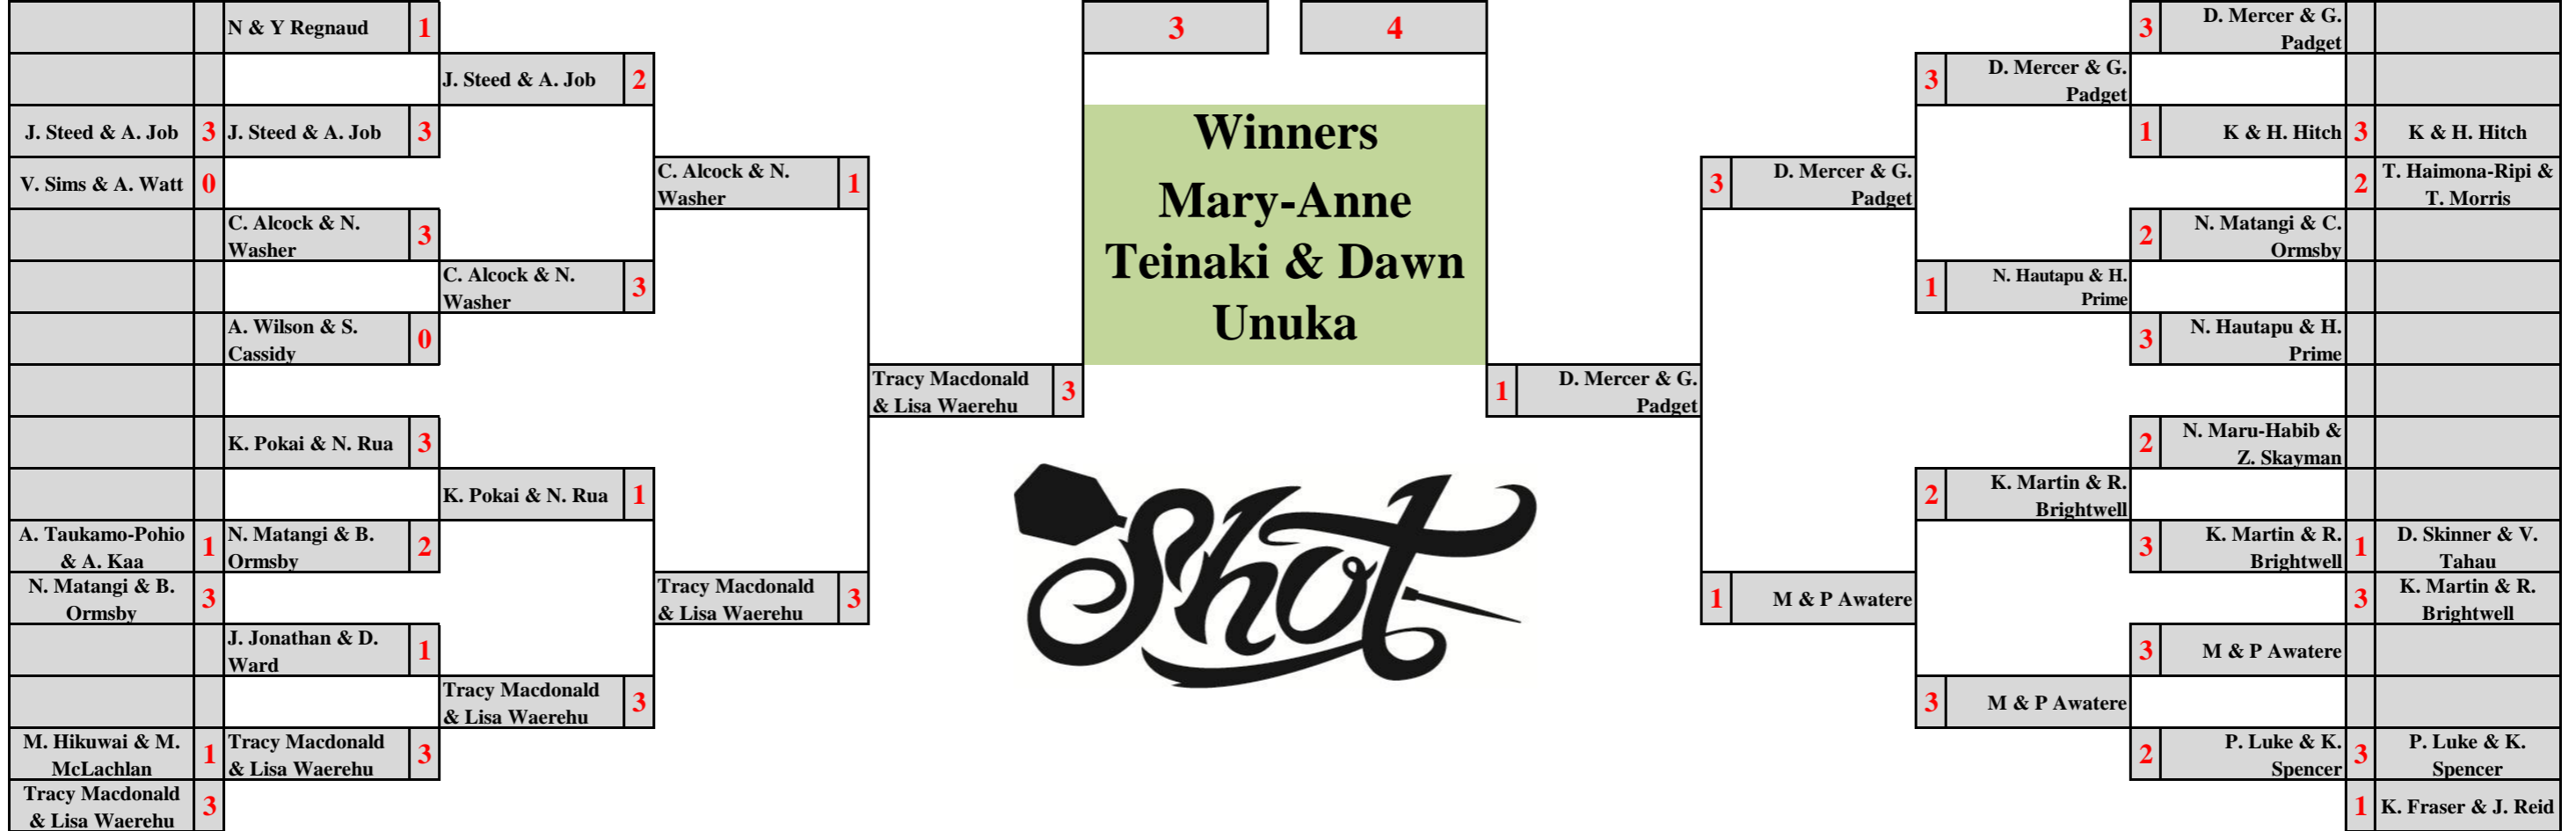 N & Y Regnaud 1
J. Steed & A. Job 2
J. Steed & A. Job 3
J. Steed & A. Job 3
V. Sims & A. Watt 0
C. Alcock & N.
Washer 1
C. Alcock & N.
Washer 3
C. Alcock & N.
Washer 3
A. Wilson & S.
Cassidy 0
Tracy Macdonald
& Lisa Waerehu 3
K. Pokai & N. Rua 3
K. Pokai & N. Rua 1
A. Taukamo-Pohio
& A. Kaa 1
N. Matangi & B.
Ormsby 2
N. Matangi & B.
Ormsby 3
Tracy Macdonald
& Lisa Waerehu 3
J. Jonathan & D.
Ward 1
Tracy Macdonald
& Lisa Waerehu 3
M. Hikuwai & M.
McLachlan 1
Tracy Macdonald
& Lisa Waerehu 3
Tracy Macdonald
& Lisa Waerehu 3
3 4
Winners
Mary-Anne
Teinaki & Dawn
Unuka
Shot
3 D. Mercer & G.
Padget
3 D. Mercer & G.
Padget
1 K & H. Hitch
3 K & H. Hitch
3 D. Mercer & G.
Padget
2 T. Haimona-Ripi &
T. Morris
2 N. Matangi & C.
Ormsby
1 N. Hautapu & H.
Prime
3 N. Hautapu & H.
Prime
1 D. Mercer & G.
Padget
2 N. Maru-Habib &
Z. Skayman
2 K. Martin & R.
Brightwell
3 K. Martin & R.
Brightwell
1 D. Skinner & V.
Tahau
1 M & P Awatere
3 K. Martin & R.
Brightwell
3 M & P Awatere
3 M & P Awatere
2 P. Luke & K.
Spencer
3 P. Luke & K.
Spencer
1 K. Fraser & J. Reid